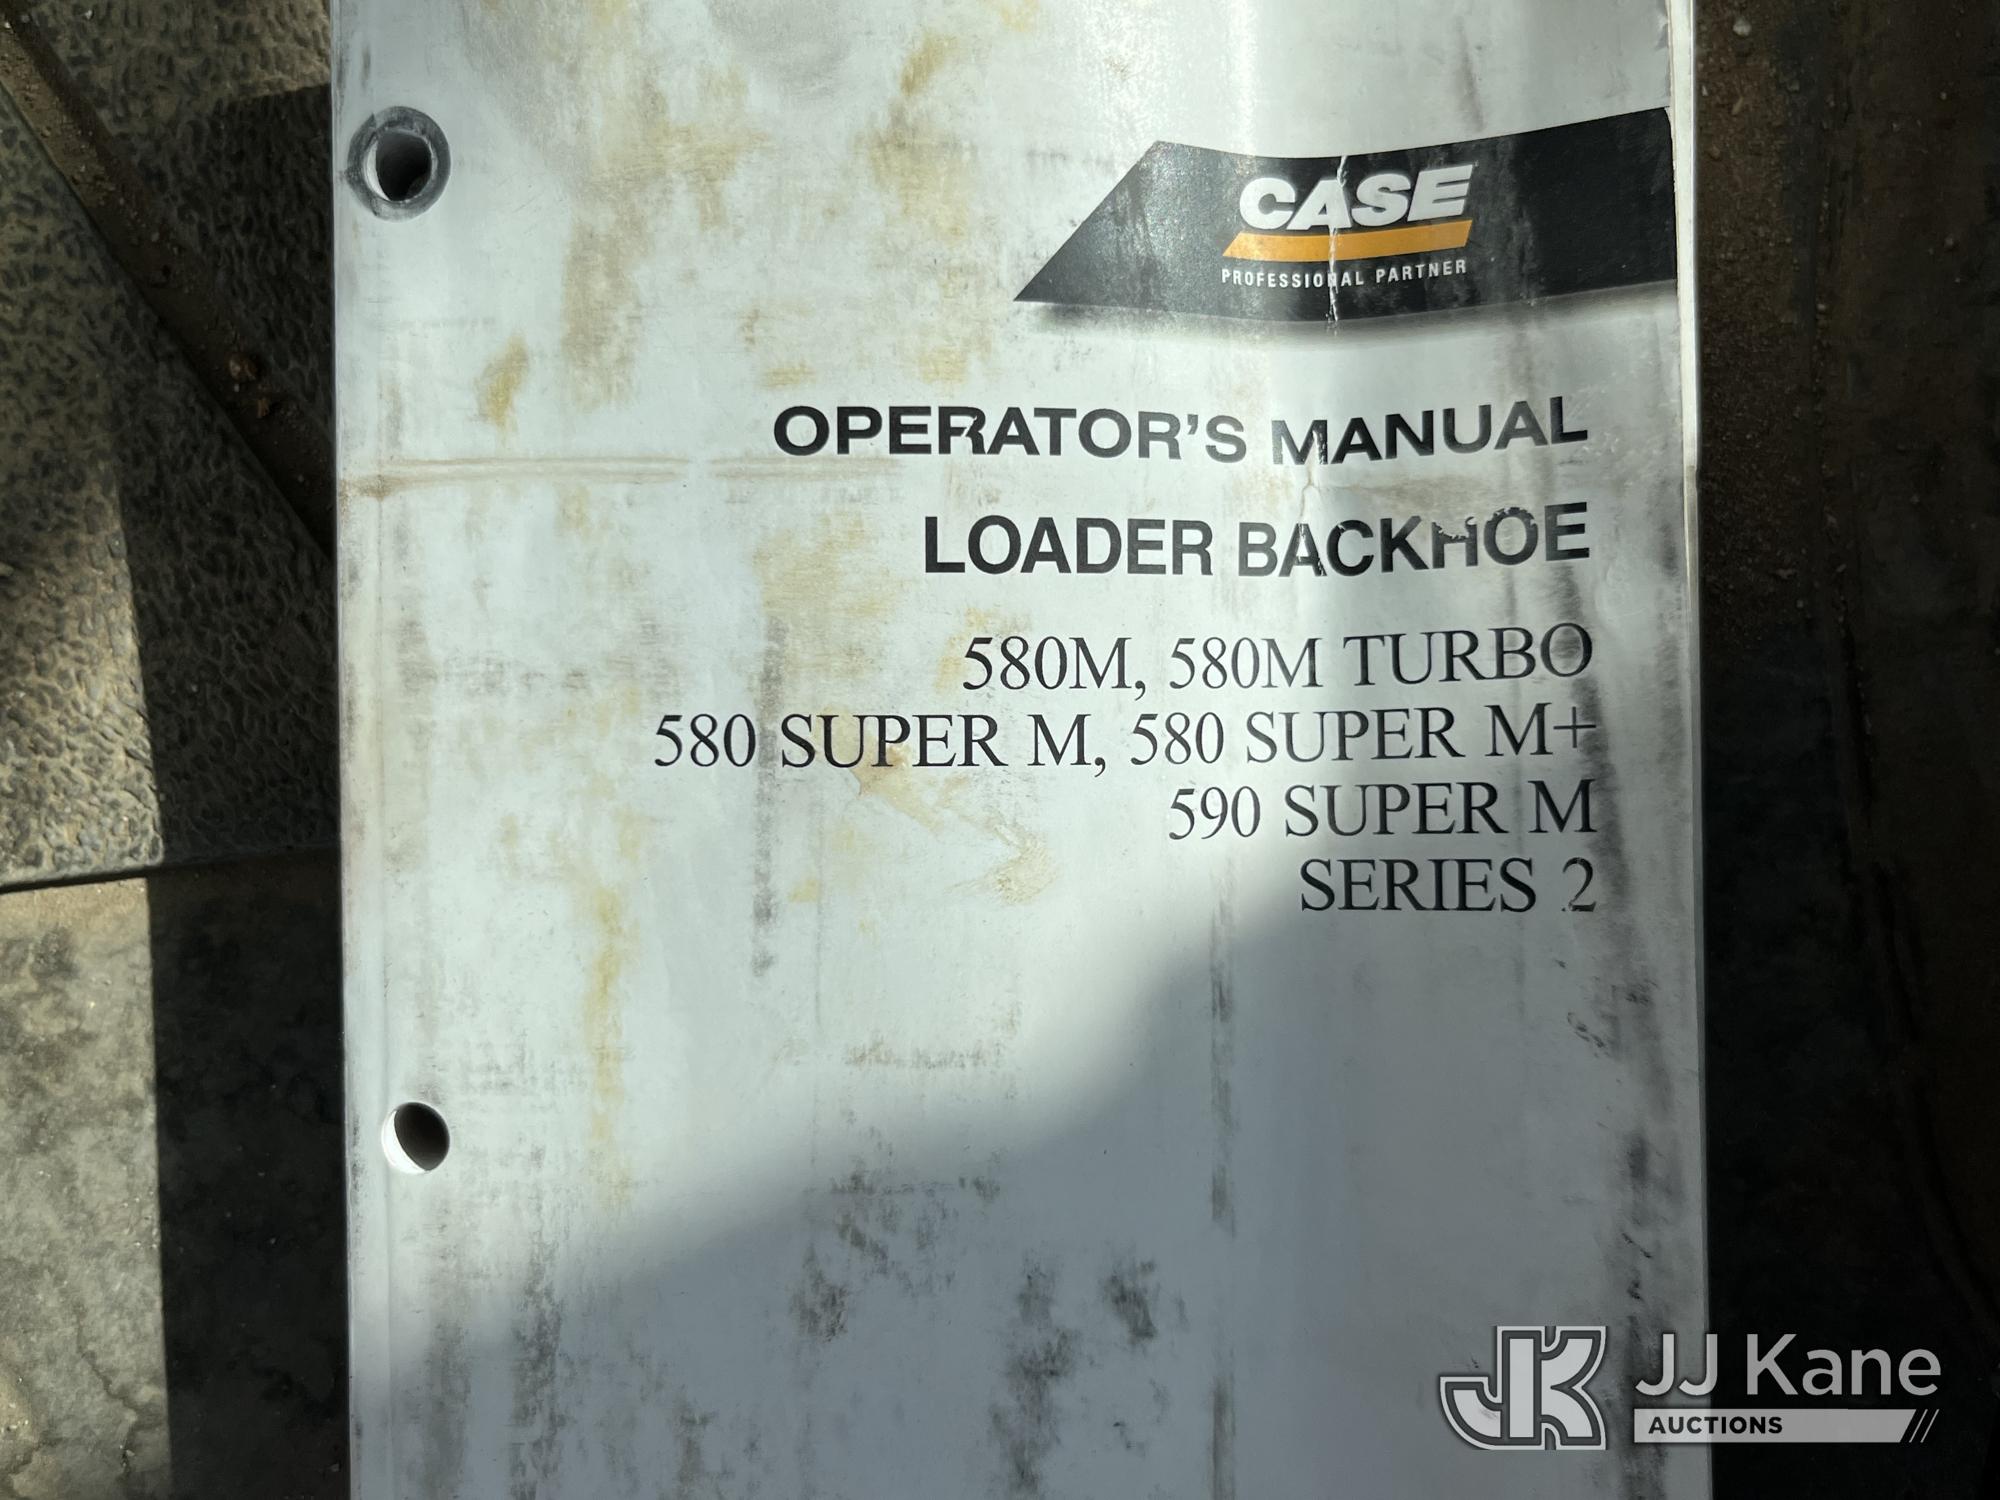 CASE
PROFESSIONAL PARTNER
OPERATOR'S MANUAL
LOADER BACKHOE
580M, 580M TURBO
580 SUPER M, 580 SUPER M+
590 SUPER M
SERIES 2
JK JJ Kane
AUCTIONS